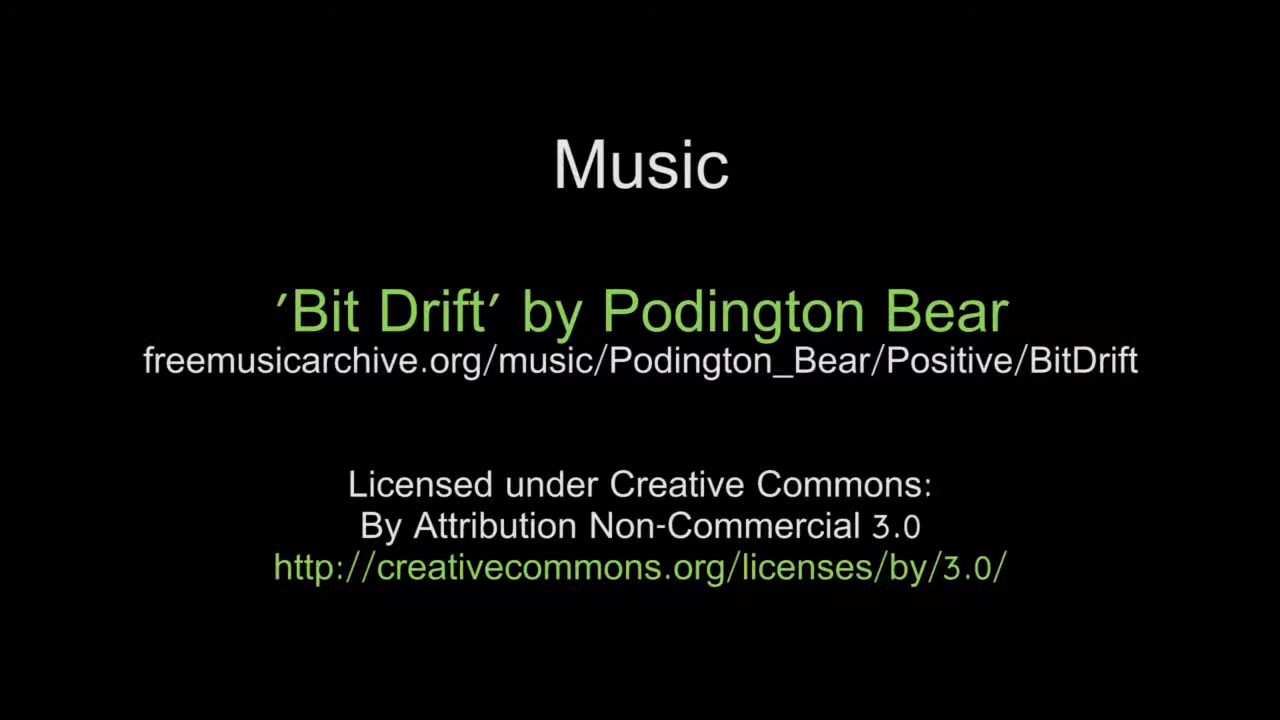 Music
'Bit Drift' by Podington Bear
freemusicarchive.org/music/Podington_Bear/Positive/BitDrift
Licensed under Creative Commons:
By Attribution Non-Commercial 3.0
http://creativecommons.org/licenses/by/3.0/